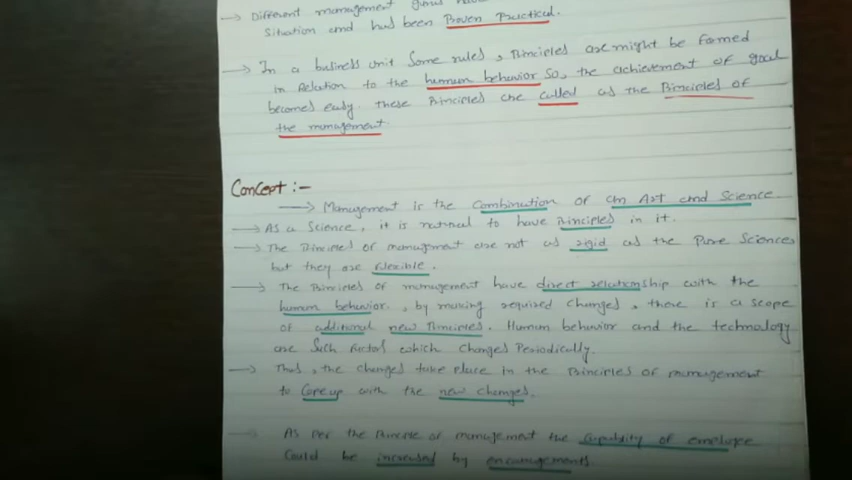 → Different management gurus have
Situation and had been Proven Practical.
→ In a business unit Some rules, Principles are might be formed
in Relation to the human behavior So, the achievement of goal
becomes easy. These Principles are called as the Principles of
the management.
Concept :-
→ Management is the Combination of an Art and Science
→ As a Science, it is natural to have Principles in it.
→ The Principles of management are not as rigid as the Prove Sciences
but they are flexible.
→ The Principles of management have direct relationship with the
human behavior, by making required changes, there is a scope
of additional new Principles. Human behavior and the technology
are Such factors which changes Periodically.
→ Thus, the changes take place in the Principles of management
to Cope up with the new changes.
→ As per the Principle of management the Capability of employee
Could be increased by encouragements.